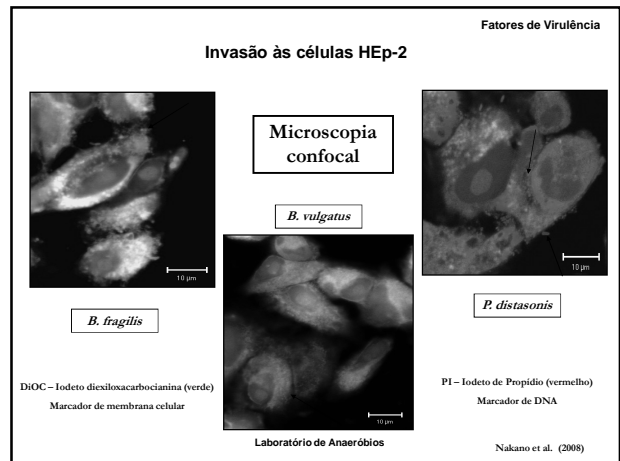 Fatores de Virulência
Invasão às células HEp-2
Microscopia
confocal
B. vulgatus
10 µm
10 µm
B. fragilis
P. distasonis
DiOC – Iodeto diexiloxacarbocianina (verde)
Marcador de membrana celular
PI – Iodeto de Propídio (vermelho)
Marcador de DNA
10 µm
Laboratório de Anaeróbios
Nakano et al. (2008)